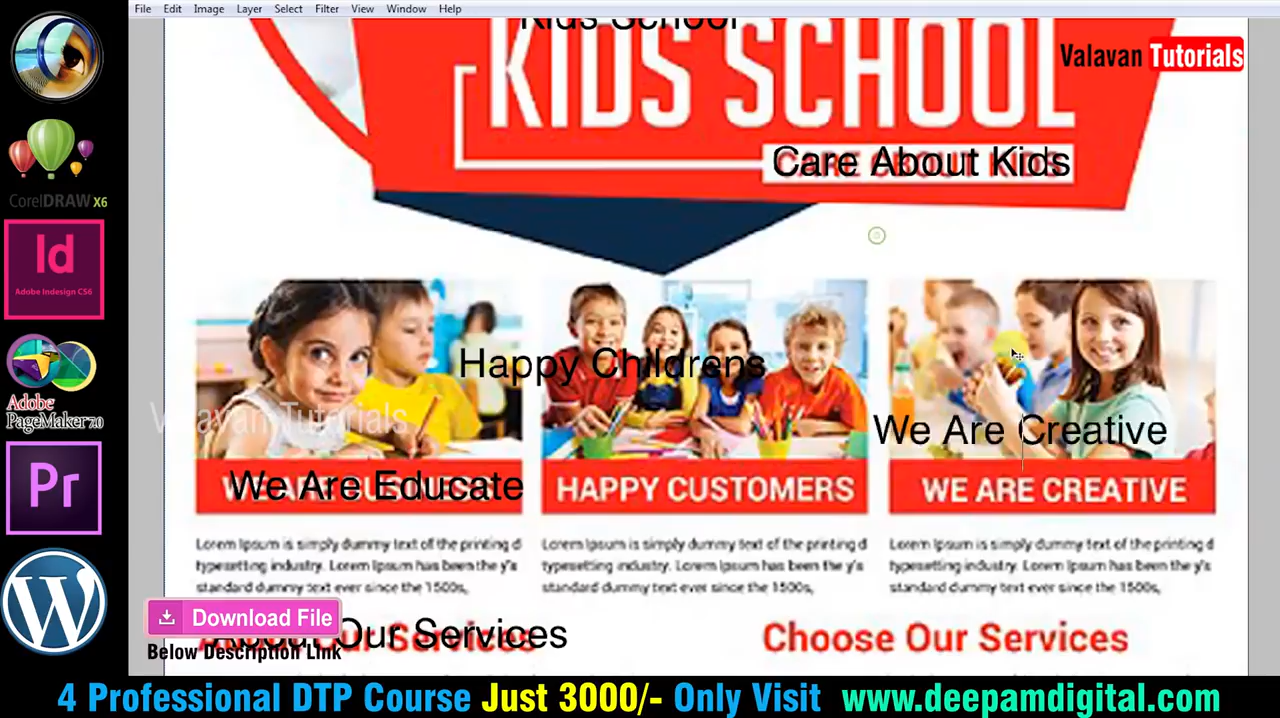 File Edit Image Layer Select Filter View Window Help
Kids School
KIDS SCHOOL
Valavan Tutorials
Care About Kids
CARE ABOUT KIDS
CorelDRAW X6
Id
Adobe Indesign CS6
Happy Childrens
Adobe
PageMaker 7.0
Valavan Tutorials
We Are Creative
We Are Educate
HAPPY CUSTOMERS
WE ARE CREATIVE
Pr
Lorem Ipsum is simply dummy text of the printing d
typesetting industry. Lorem Ipsum has been the y's
standard dummy text ever since the 1500s,
Lorem Ipsum is simply dummy text of the printing d
typesetting industry. Lorem Ipsum has been the y's
standard dummy text ever since the 1500s,
Lorem Ipsum is simply dummy text of the printing d
typesetting industry. Lorem Ipsum has been the y's
standard dummy text ever since the 1500s,
W
Download File
About Our Services
Choose Our Services
Below Description Link
4 Professional DTP Course Just 3000/- Only Visit www.deepamdigital.com